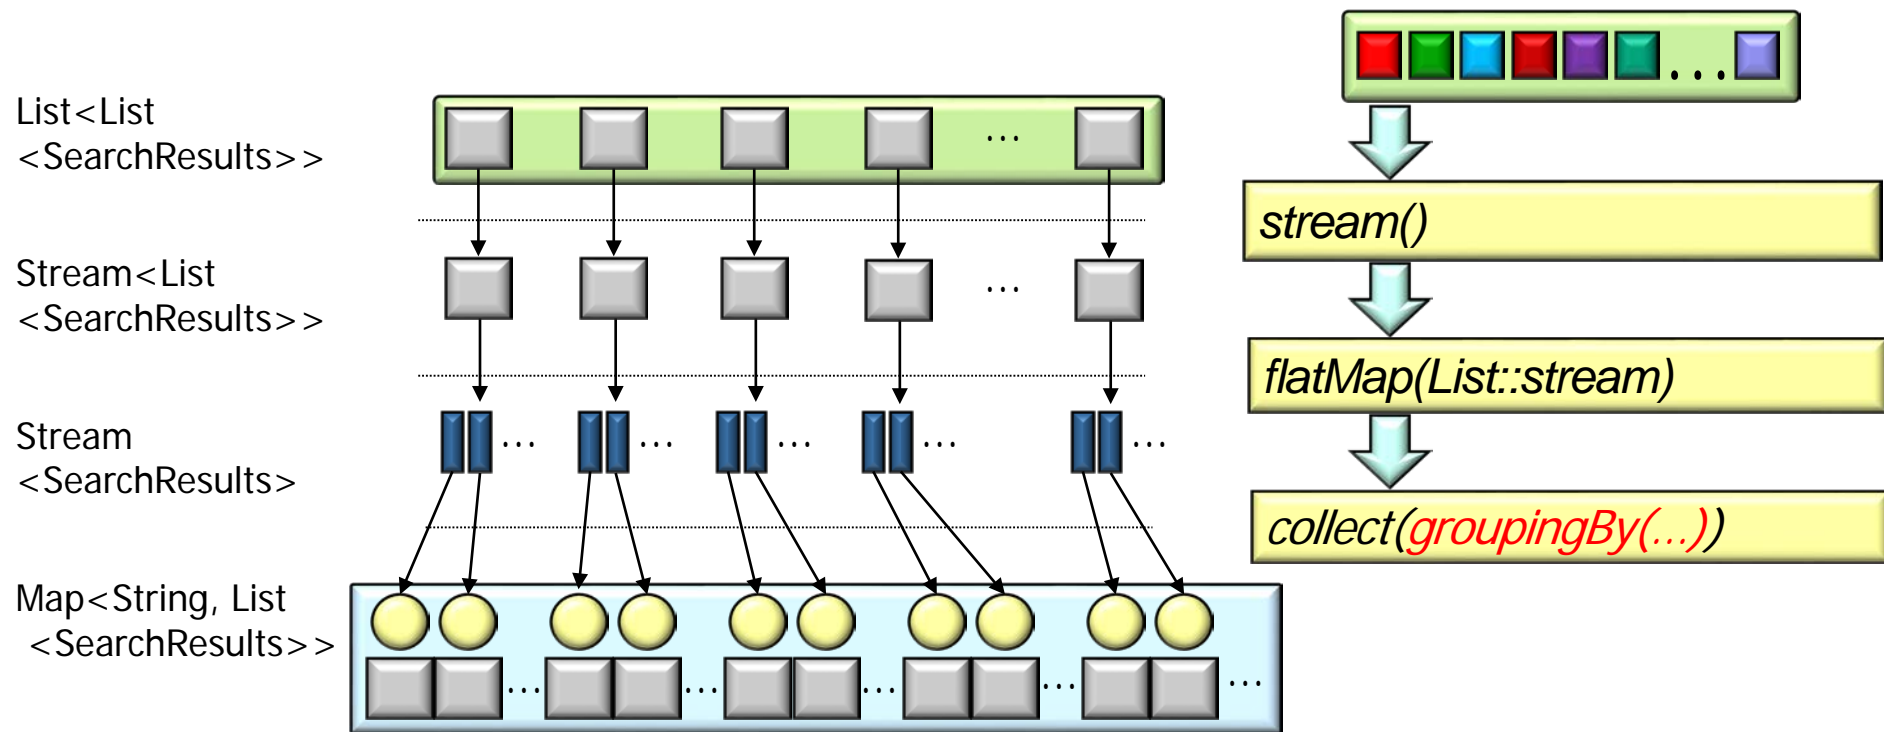 List<List
<SearchResults>>
...
...
stream()
Stream<List
<SearchResults>>
...
flatMap(List::stream)
Stream
<SearchResults>
... ... ... ... ...
collect(groupingBy(...))
Map<String, List
<SearchResults>>
... ... ... ... ...